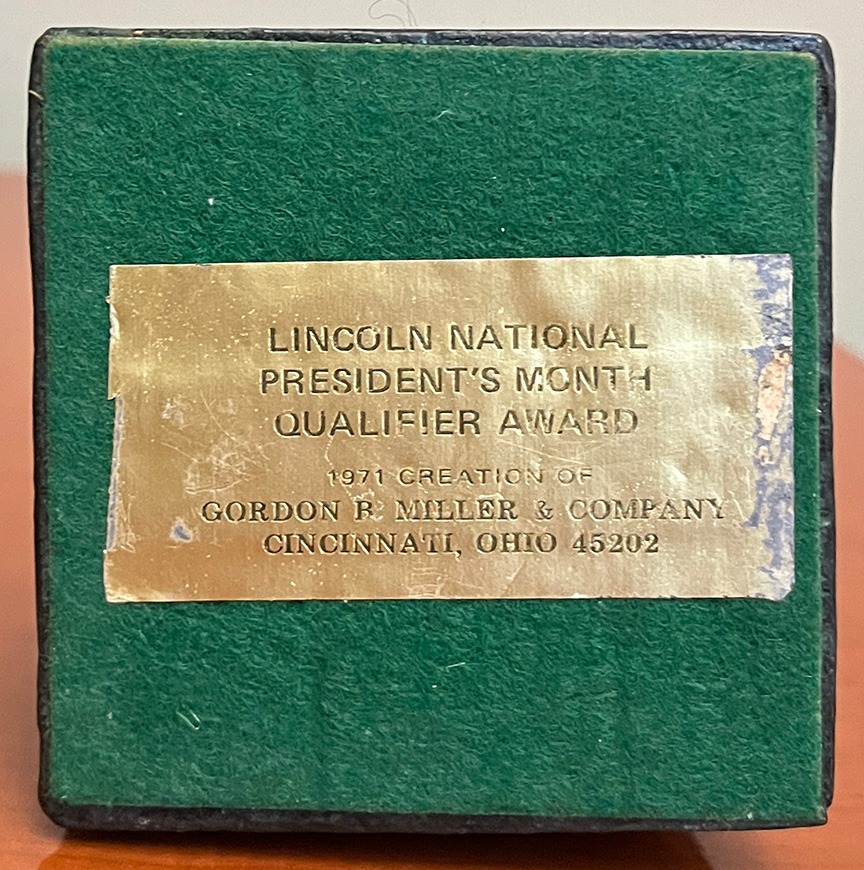 LINCOLN NATIONAL
PRESIDENT'S MONTH
QUALIFIER AWARD
1971 CREATION OF
GORDON B. MILLER & COMPANY
CINCINNATI, OHIO 45202